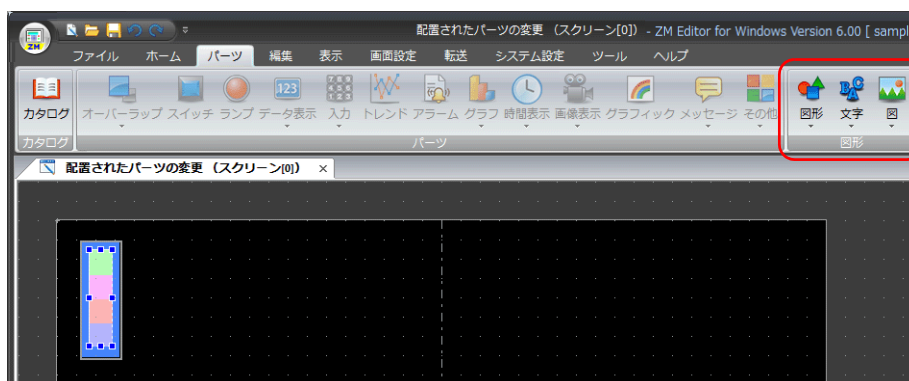 配置されたパーツの変更 (スクリーン[0]) - ZM Editor for Windows Version 6.00 [ sampl
ZM
ファイル ホーム パーツ 編集 表示 画面設定 転送 システム設定 ツール ヘルプ
123
カタログ オーバーラップ スイッチ ランプ データ表示 入力 トレンド アラーム グラフ 時間表示 画像表示 グラフィック メッセージ その他 図形 文字 図
カタログ パーツ 図形
配置されたパーツの変更 (スクリーン[0]) ×